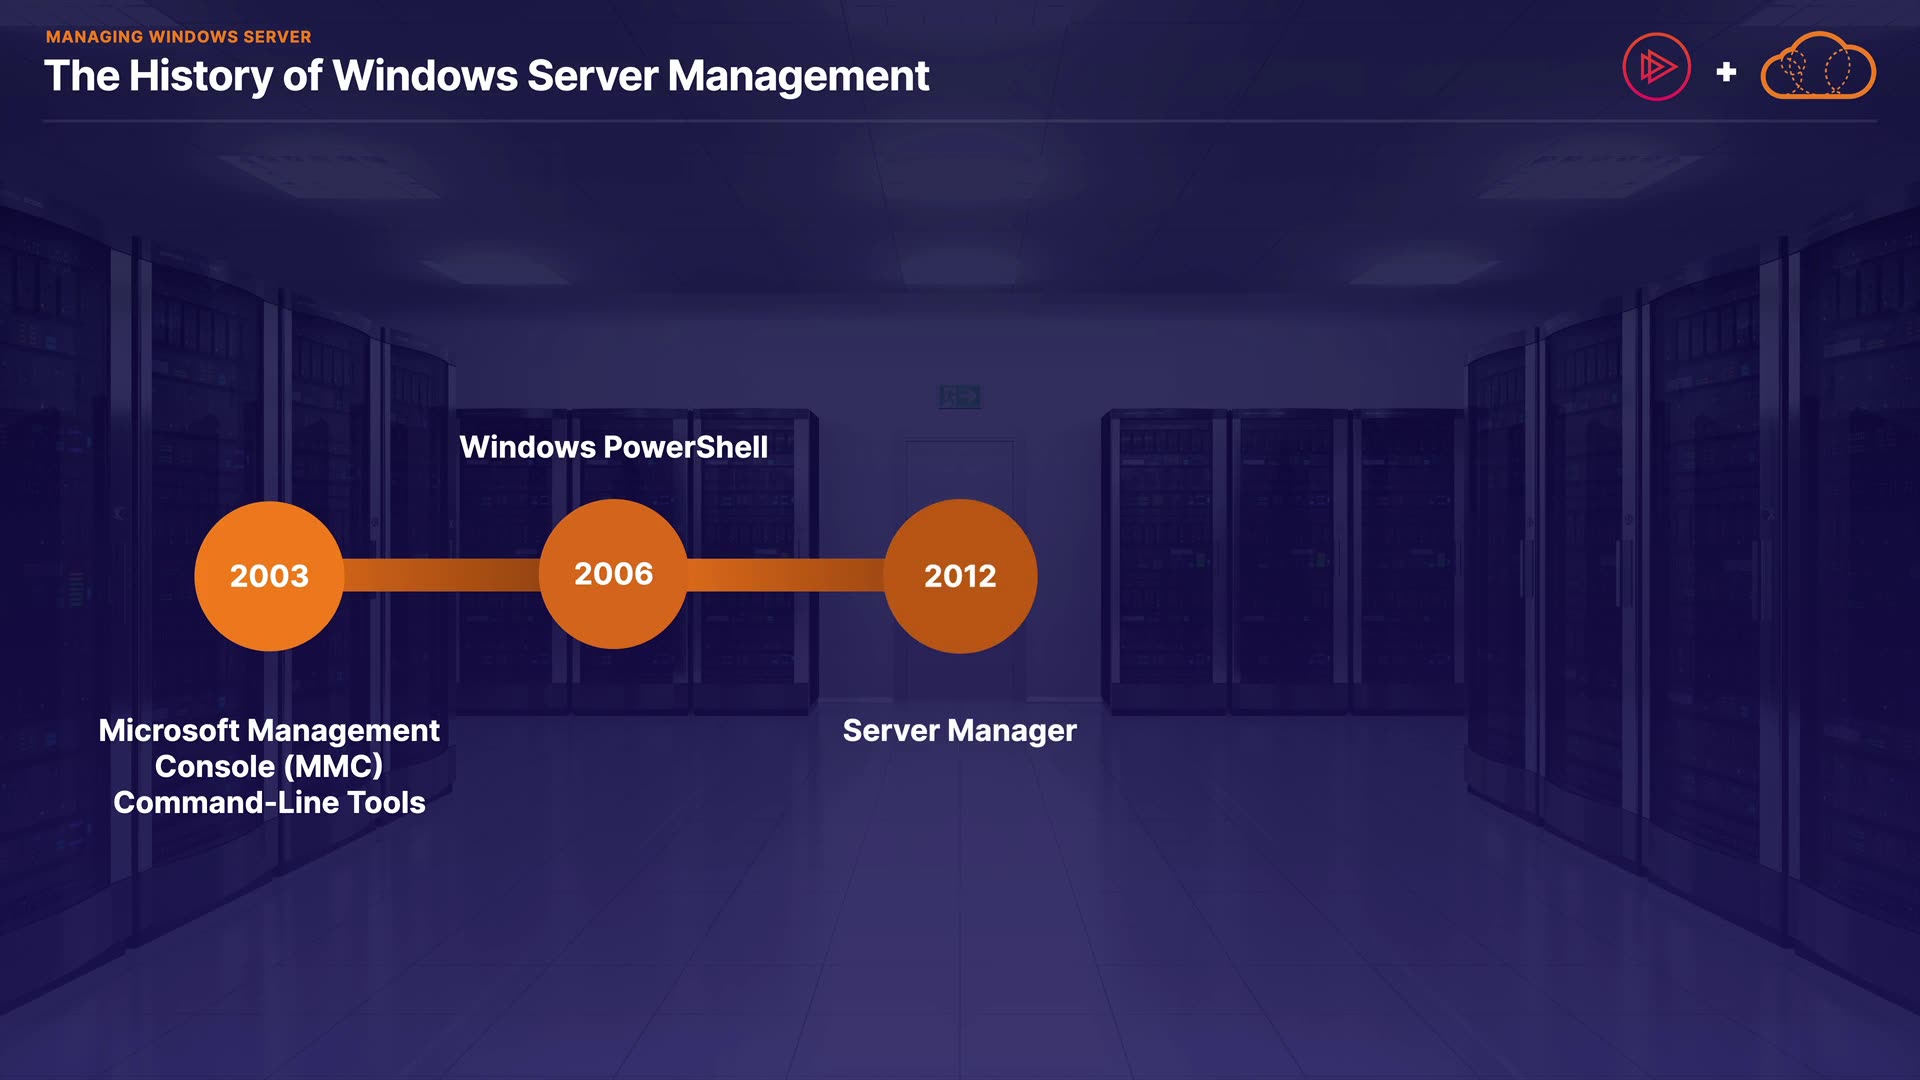 MANAGING WINDOWS SERVER
The History of Windows Server Management
Windows PowerShell
2003
2006
2012
Microsoft Management
Console (MMC)
Command-Line Tools
Server Manager